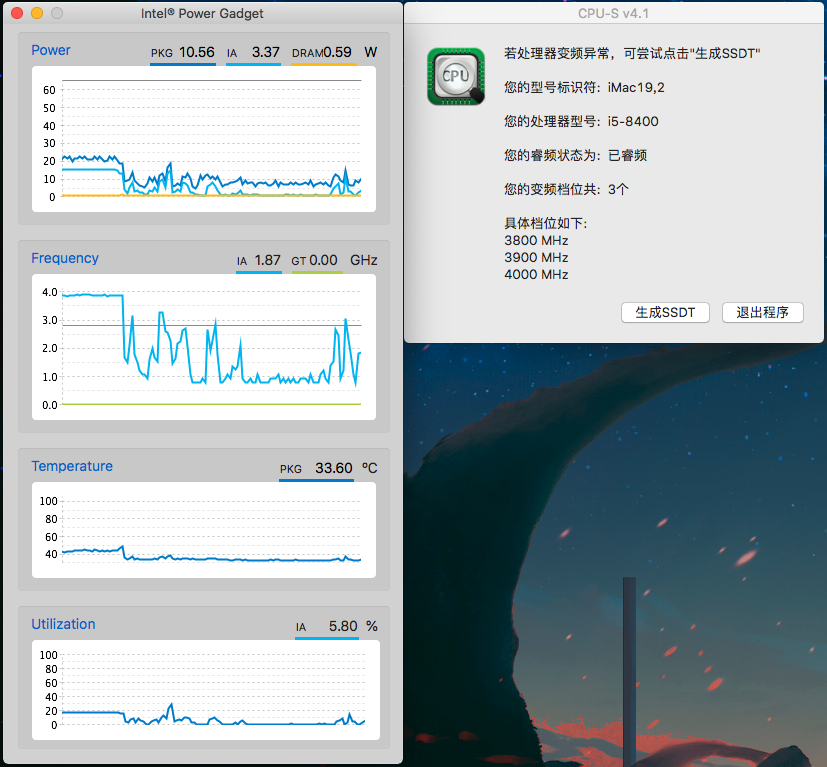 Intel® Power Gadget
Power PKG 10.56 IA 3.37 DRAM0.59 W
60
50
40
30
20
10
0
Frequency IA 1.87 GT 0.00 GHz
4.0
3.0
2.0
1.0
0.0
Temperature PKG 33.60 ºC
100
80
60
40
Utilization IA 5.80 %
100
80
60
40
20
0
CPU-S v4.1
CPU
若处理器变频异常，可尝试点击"生成SSDT"
您的型号标识符: iMac19,2
您的处理器型号: i5-8400
您的睿频状态为: 已睿频
您的变频档位共: 3个
具体档位如下:
3800 MHz
3900 MHz
4000 MHz
生成SSDT 退出程序